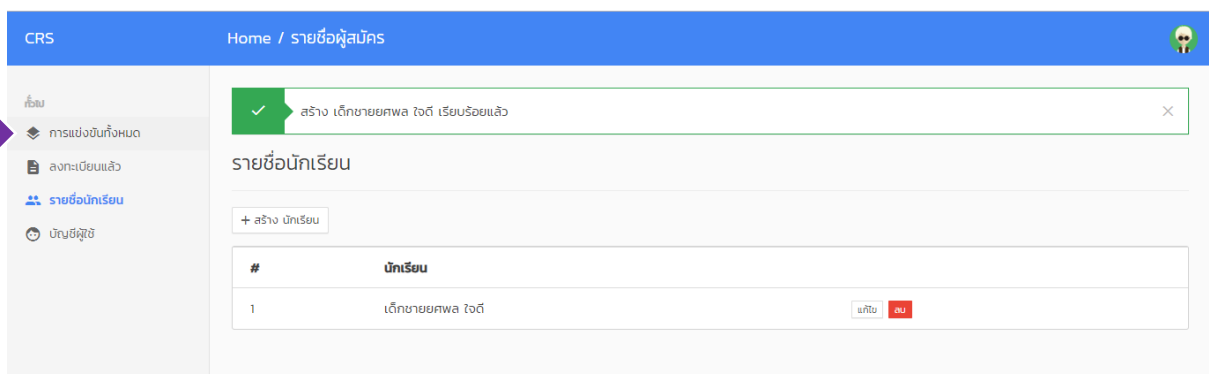 CRS
Home / รายชื่อผู้สมัคร
ทั่วไป
การแข่งขันทั้งหมด
ลงทะเบียนแล้ว
รายชื่อนักเรียน
บัญชีผู้ใช้
สร้าง เด็กชายยศพล ใจดี เรียบร้อยแล้ว
รายชื่อนักเรียน
+ สร้าง นักเรียน
# นักเรียน
1 เด็กชายยศพล ใจดี แก้ไข ลบ